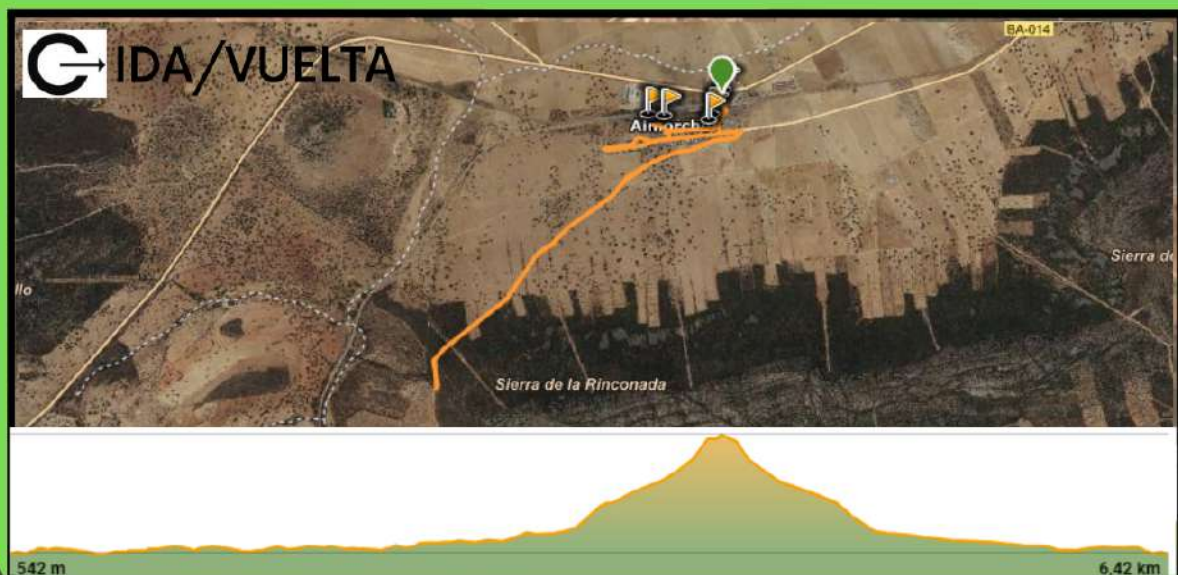 IDA/VUELTA
BA-014
Sierra de
llo
Sierra de la Rinconada
542 m
6,42 km